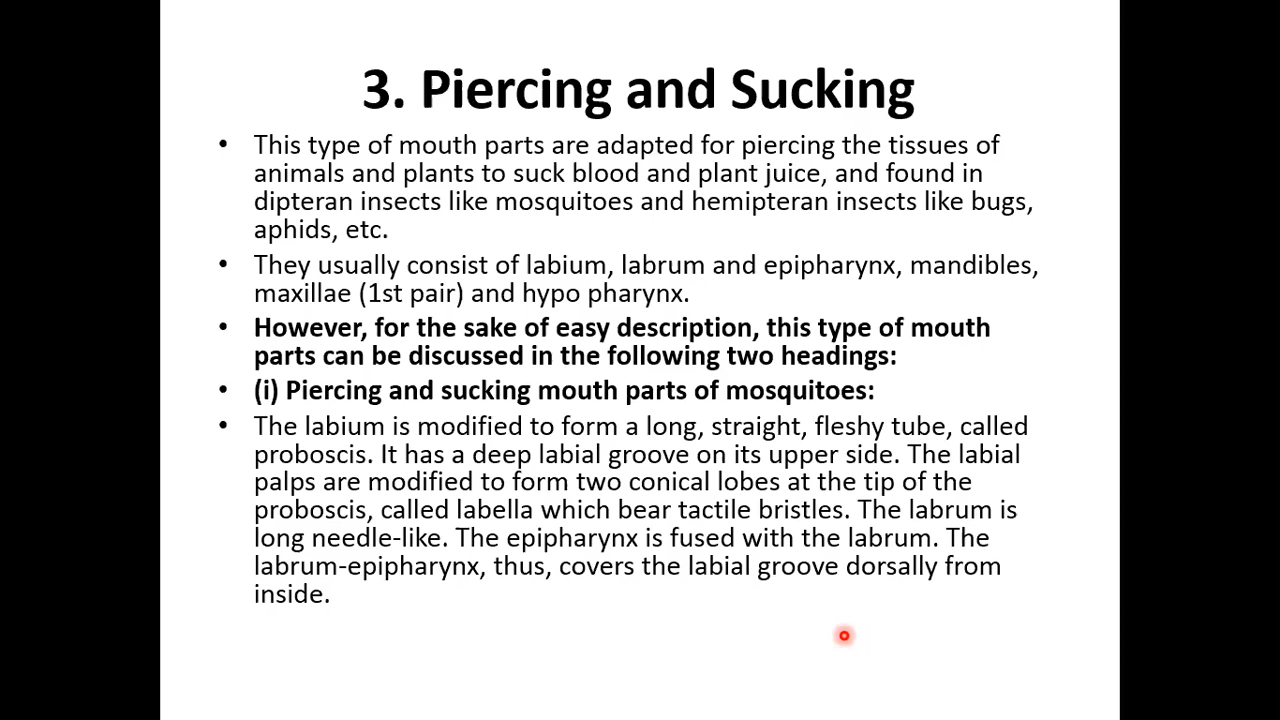 3. Piercing and Sucking
• This type of mouth parts are adapted for piercing the tissues of
animals and plants to suck blood and plant juice, and found in
dipteran insects like mosquitoes and hemipteran insects like bugs,
aphids, etc.
• They usually consist of labium, labrum and epipharynx, mandibles,
maxillae (1st pair) and hypo pharynx.
• However, for the sake of easy description, this type of mouth
parts can be discussed in the following two headings:
• (i) Piercing and sucking mouth parts of mosquitoes:
• The labium is modified to form a long, straight, fleshy tube, called
proboscis. It has a deep labial groove on its upper side. The labial
palps are modified to form two conical lobes at the tip of the
proboscis, called labella which bear tactile bristles. The labrum is
long needle-like. The epipharynx is fused with the labrum. The
labrum-epipharynx, thus, covers the labial groove dorsally from
inside.